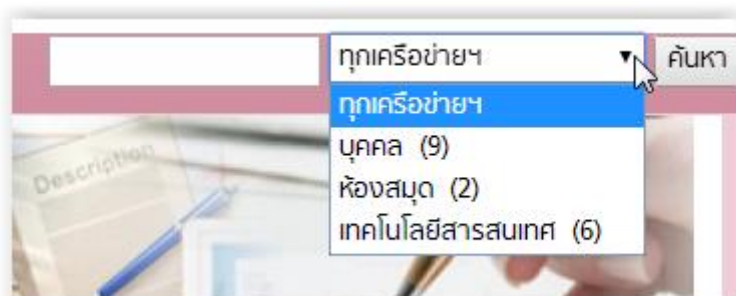 ทุกเครือข่ายฯ
ค้นหา
ทุกเครือข่ายฯ
บุคคล (9)
ห้องสมุด (2)
เทคโนโลยีสารสนเทศ (6)
Description